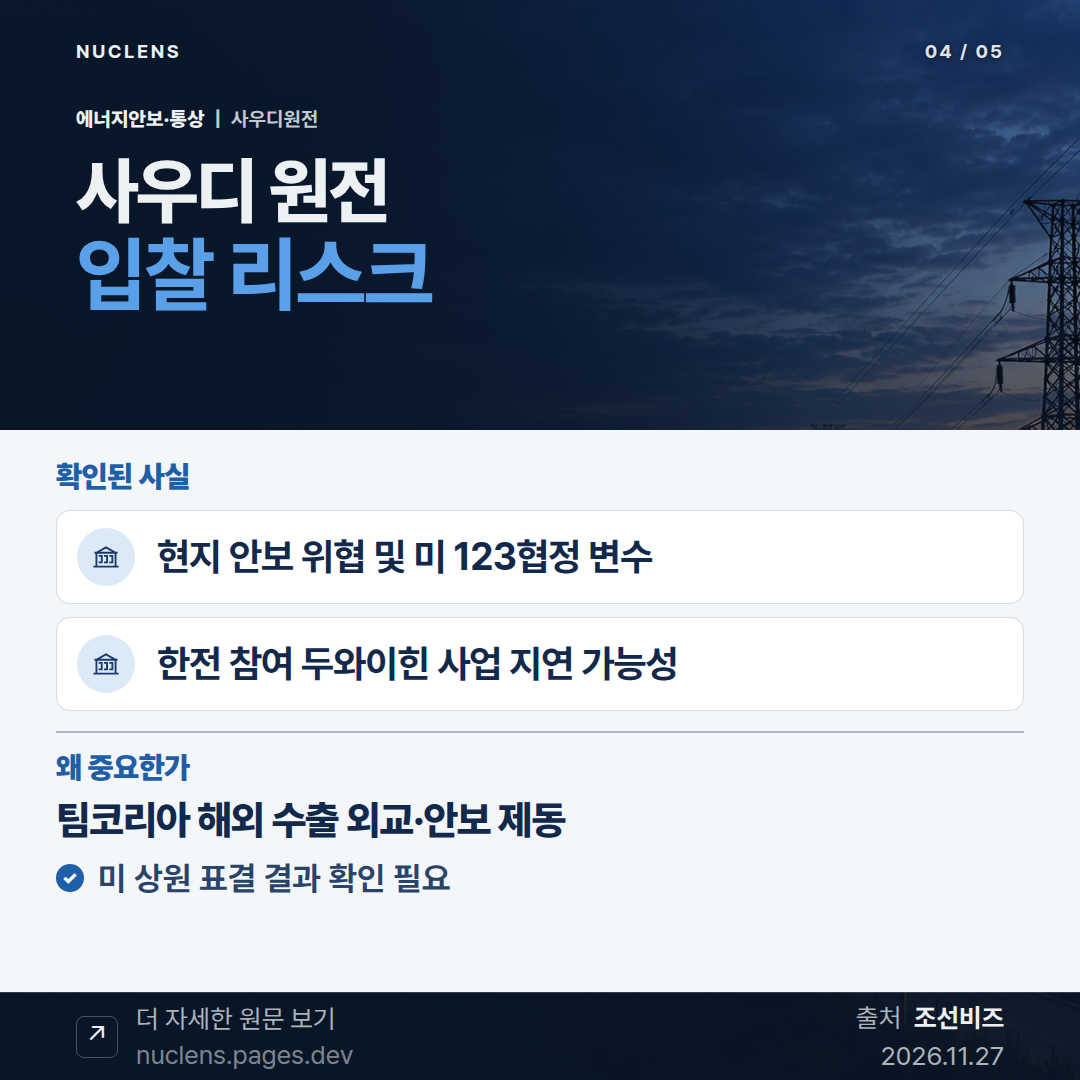 NUCLENS
04 / 05
에너지안보·통상 | 사우디원전
사우디 원전
입찰 리스크
확인된 사실
현지 안보 위협 및 미 123협정 변수
한전 참여 두와이힌 사업 지연 가능성
왜 중요한가
팀코리아 해외 수출 외교·안보 제동
미 상원 표결 결과 확인 필요
더 자세한 원문 보기
nuclens.pages.dev
출처 조선비즈
2026.11.27